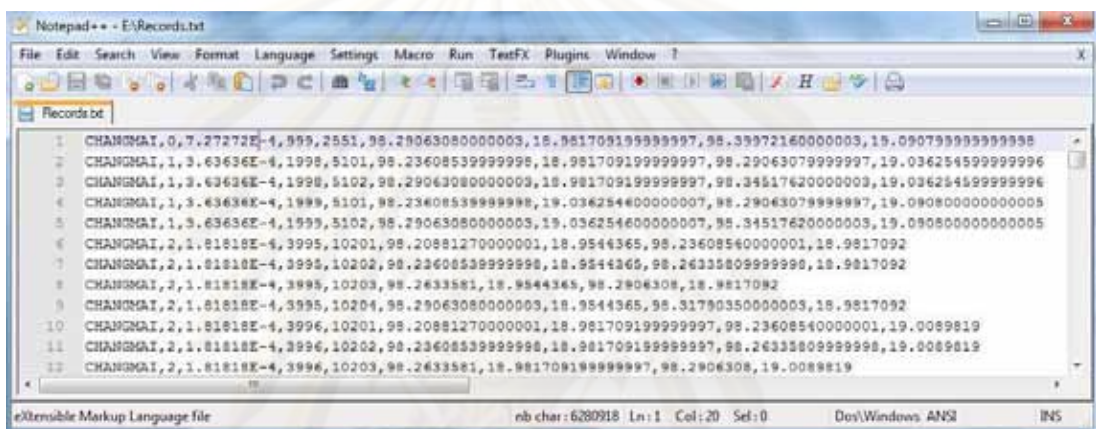 Notepad++ - E:\Records.txt
File Edit Search View Format Language Settings Macro Run TextFX Plugins Window ? X
Records.txt
1 CHANGMAI,0,7.27272E-4,999,2551,98.29063080000003,18.981709199999997,98.39972160000003,19.090799999999998
2 CHANGMAI,1,3.63636E-4,1998,5101,98.23608539999998,18.981709199999997,98.29063079999997,19.036254599999996
3 CHANGMAI,1,3.63636E-4,1998,5102,98.29063080000003,18.981709199999997,98.34517620000003,19.036254599999996
4 CHANGMAI,1,3.63636E-4,1999,5101,98.23608539999998,19.036254600000007,98.29063079999997,19.090800000000005
5 CHANGMAI,1,3.63636E-4,1999,5102,98.29063080000003,19.036254600000007,98.34517620000003,19.090800000000005
6 CHANGMAI,2,1.81818E-4,3995,10201,98.20881270000001,18.9544365,98.23608540000001,18.9817092
7 CHANGMAI,2,1.81818E-4,3995,10202,98.23608539999998,18.9544365,98.26335809999998,18.9817092
8 CHANGMAI,2,1.81818E-4,3995,10203,98.2633581,18.9544365,98.2906308,18.9817092
9 CHANGMAI,2,1.81818E-4,3995,10204,98.29063080000003,18.9544365,98.31790350000003,18.9817092
10 CHANGMAI,2,1.81818E-4,3996,10201,98.20881270000001,18.981709199999997,98.23608540000001,19.0089819
11 CHANGMAI,2,1.81818E-4,3996,10202,98.23608539999998,18.981709199999997,98.26335809999998,19.0089819
12 CHANGMAI,2,1.81818E-4,3996,10203,98.2633581,18.981709199999997,98.2906308,19.0089819
eXtensible Markup Language file nb char : 6280918 Ln : 1 Col : 20 Sel : 0 Dos\Windows ANSI INS